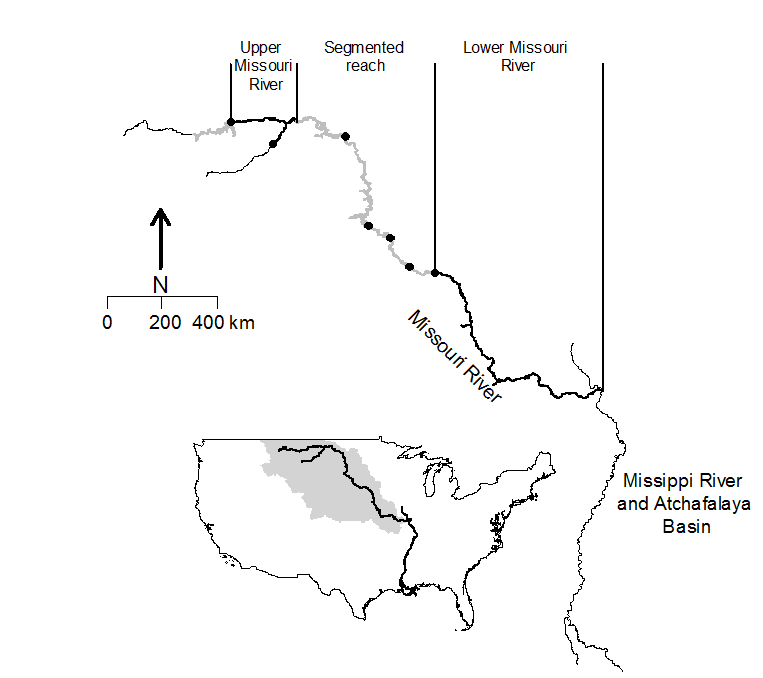 Upper
Missouri
River
Segmented
reach
Lower Missouri
River
N
0 200 400 km
Missouri River
Missippi River
and Atchafalaya
Basin